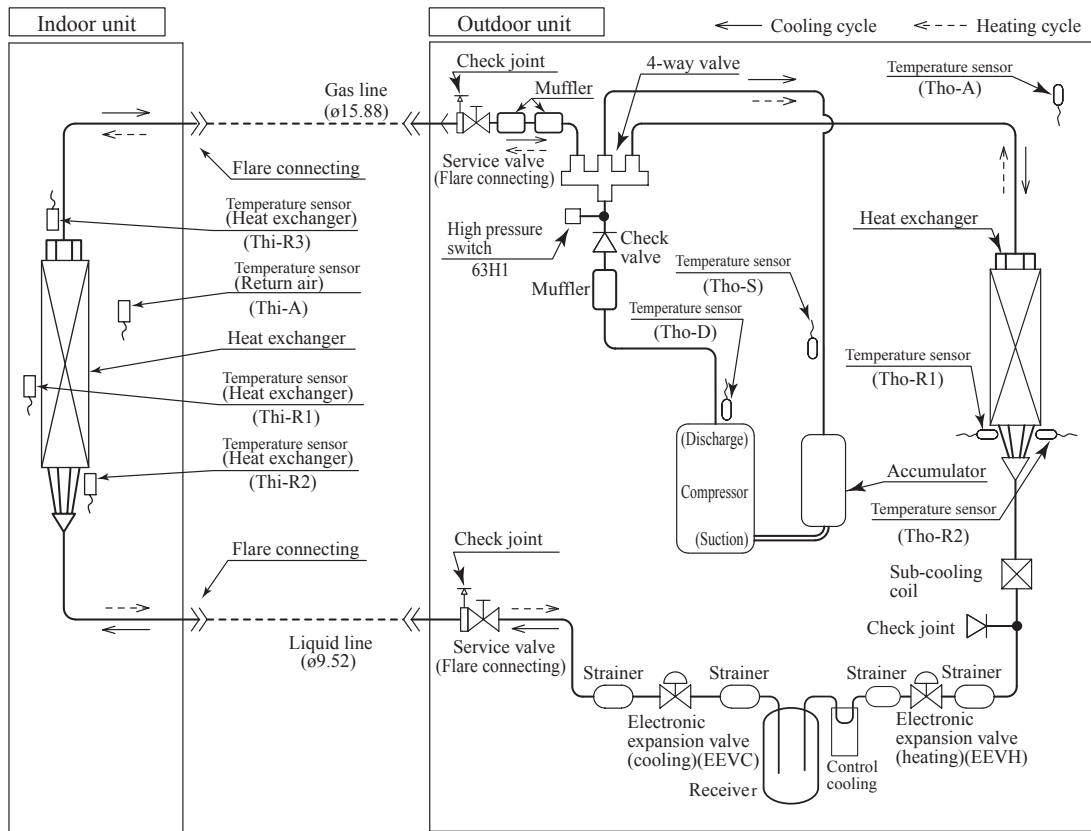 Indoor unit
Outdoor unit
Cooling cycle
Heating cycle
Check joint
4-way valve
Temperature sensor
(Tho-A)
Gas line
(ø15.88)
Muffler
Service valve
(Flare connecting)
Flare connecting
Temperature sensor
(Heat exchanger)
(Thi-R3)
High pressure
switch
63H1
Check
valve
Heat exchanger
Temperature sensor
(Return air)
(Thi-A)
Muffler
Temperature sensor
(Tho-S)
Temperature sensor
(Tho-D)
Heat exchanger
Temperature sensor
(Tho-R1)
Temperature sensor
(Heat exchanger)
(Thi-R1)
Temperature sensor
(Heat exchanger)
(Thi-R2)
(Discharge)
Compressor
(Suction)
Accumulator
Temperature sensor
(Tho-R2)
Flare connecting
Check joint
Sub-cooling
coil
Check joint
Liquid line
(ø9.52)
Service valve
(Flare connecting)
Strainer
Strainer
Strainer
Strainer
Electronic
expansion valve
(cooling)(EEVC)
Electronic
expansion valve
(heating)(EEVH)
Control
cooling
Receiver